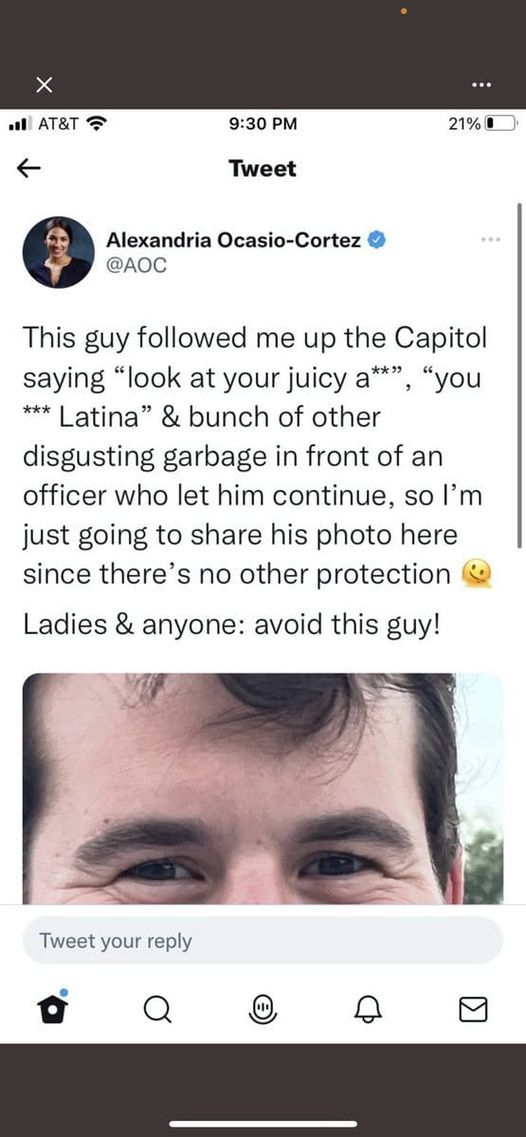 AT&T 9:30 PM 21%
Tweet
Alexandria Ocasio-Cortez
@AOC
This guy followed me up the Capitol
saying “look at your juicy a**”, “you
*** Latina” & bunch of other
disgusting garbage in front of an
officer who let him continue, so I’m
just going to share his photo here
since there’s no other protection 🫠
Ladies & anyone: avoid this guy!
Tweet your reply